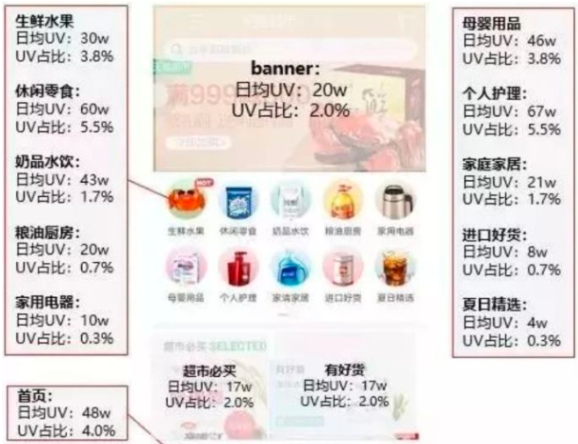 生鲜水果
日均UV：30w
UV占比：3.8%
休闲零食
日均UV：60w
UV占比：5.5%
奶品水饮
日均UV：43w
UV占比：1.7%
粮油厨房
日均UV：20w
UV占比：0.7%
家用电器
日均UV：10w
UV占比：0.3%
首页：
日均UV：48w
UV占比：4.0%
banner：
日均UV：20w
UV占比：2.0%
满999
HOT
生鲜水果 休闲零食 奶品水饮 粮油厨房 家用电器
母婴用品 个人护理 家清家居 进口好货 夏日精选
超市必买 SELECTED
有好货
超市必买
日均UV：17w
UV占比：2.0%
有好货
日均UV：17w
UV占比：2.0%
母婴用品
日均UV：46w
UV占比：3.8%
个人护理
日均UV：67w
UV占比：5.5%
家庭家居
日均UV：21w
UV占比：1.7%
进口好货
日均UV：8w
UV占比：0.7%
夏日精选
日均UV：4w
UV占比：0.3%